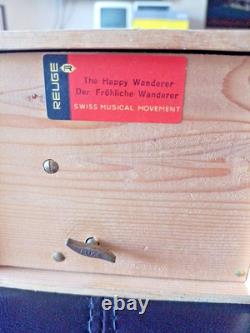 REUGE
R
The Happy Wanderer
Der Fröhliche Wanderer
SWISS MUSICAL MOVEMENT